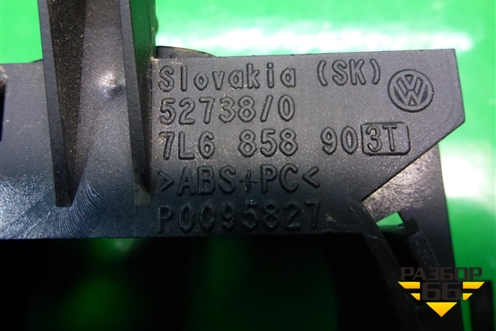 Slovakia (SK)
52738/0
7L6 858 903T
>ABS+PC<
P0095827
РАЗБОР
66